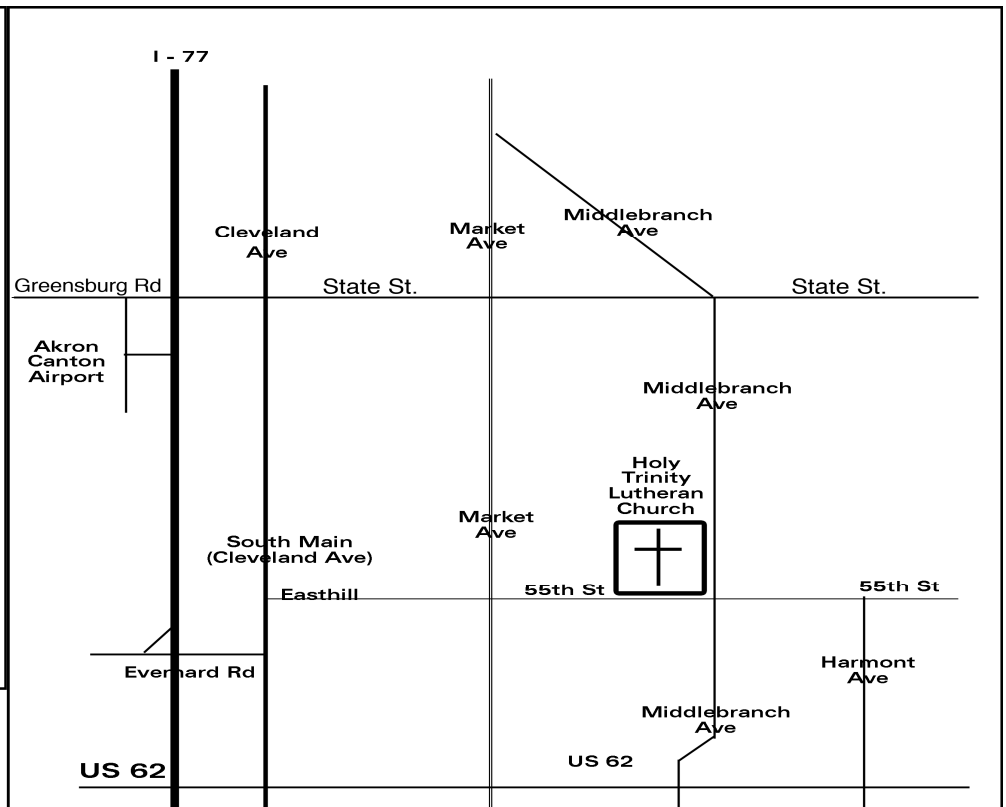 I - 77
Cleveland
Ave
Market
Ave
Middlebranch
Ave
Greensburg Rd
State St.
State St.
Akron
Canton
Airport
Middlebranch
Ave
Holy
Trinity
Lutheran
Church
Market
Ave
South Main
(Cleveland Ave)
Easthill
55th St
55th St
Everhard Rd
Harmont
Ave
Middlebranch
Ave
US 62
US 62